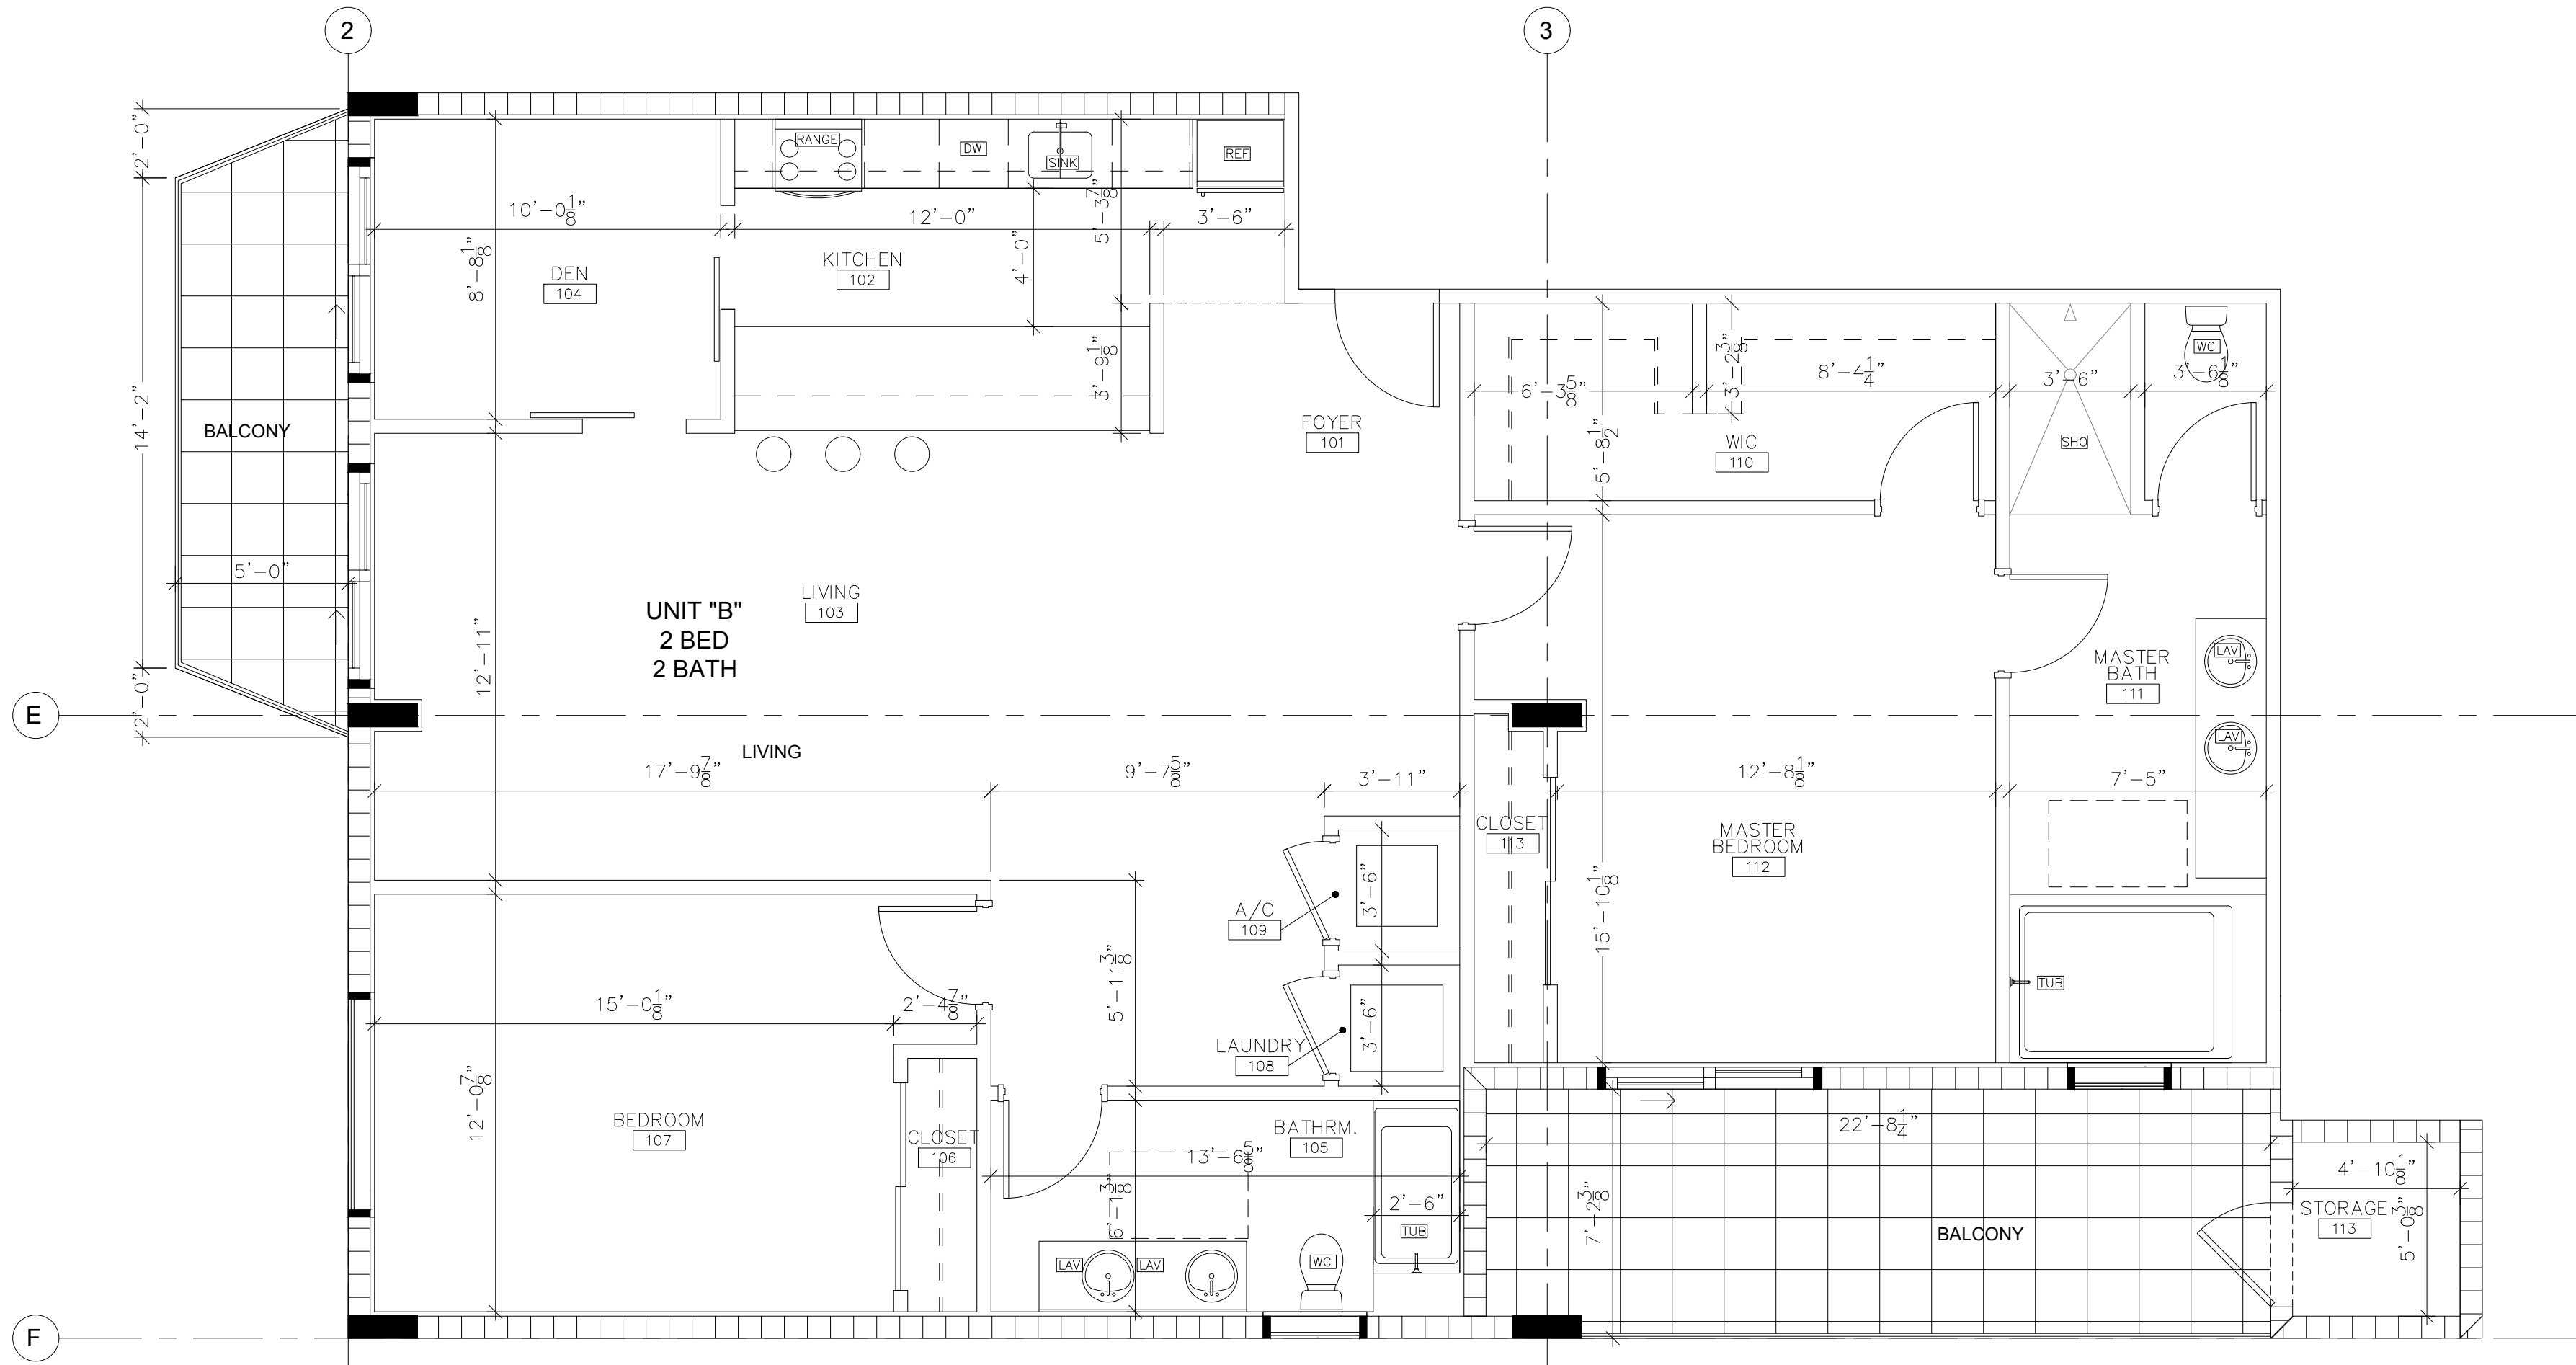 2
3
2'-0"
RANGE
DW
SINK
REF
10'-0 1/8"
12'-0"
5'-3 7/8"
3'-6"
8'-8 1/8"
4'-0"
KITCHEN
102
DEN
104
3'-9 1/8"
3'-2 3/8"
WC
6'-3 5/8"
8'-4 1/4"
3'-6"
3'-6 1/8"
14'-2"
BALCONY
FOYER
101
5'-8 1/2"
WIC
110
SHO
5'-0"
LIVING
103
UNIT "B"
2 BED
2 BATH
12'-11"
MASTER
BATH
111
LAV
LAV
E
2'-0"
LIVING
17'-9 7/8"
9'-7 5/8"
3'-11"
12'-8 1/8"
7'-5"
CLOSET
113
MASTER
BEDROOM
112
3'-6"
A/C
109
15'-10 1/8"
5'-11 3/8"
TUB
15'-0 1/8"
2'-4 7/8"
3'-6"
LAUNDRY
108
12'-0 7/8"
BEDROOM
107
CLOSET
106
BATHRM.
105
13'-6 5/8"
22'-8 1/4"
4'-10 1/8"
6'-1 3/8"
2'-6"
TUB
7'-2 3/8"
BALCONY
STORAGE
113
5'-0 3/8"
LAV
LAV
WC
F